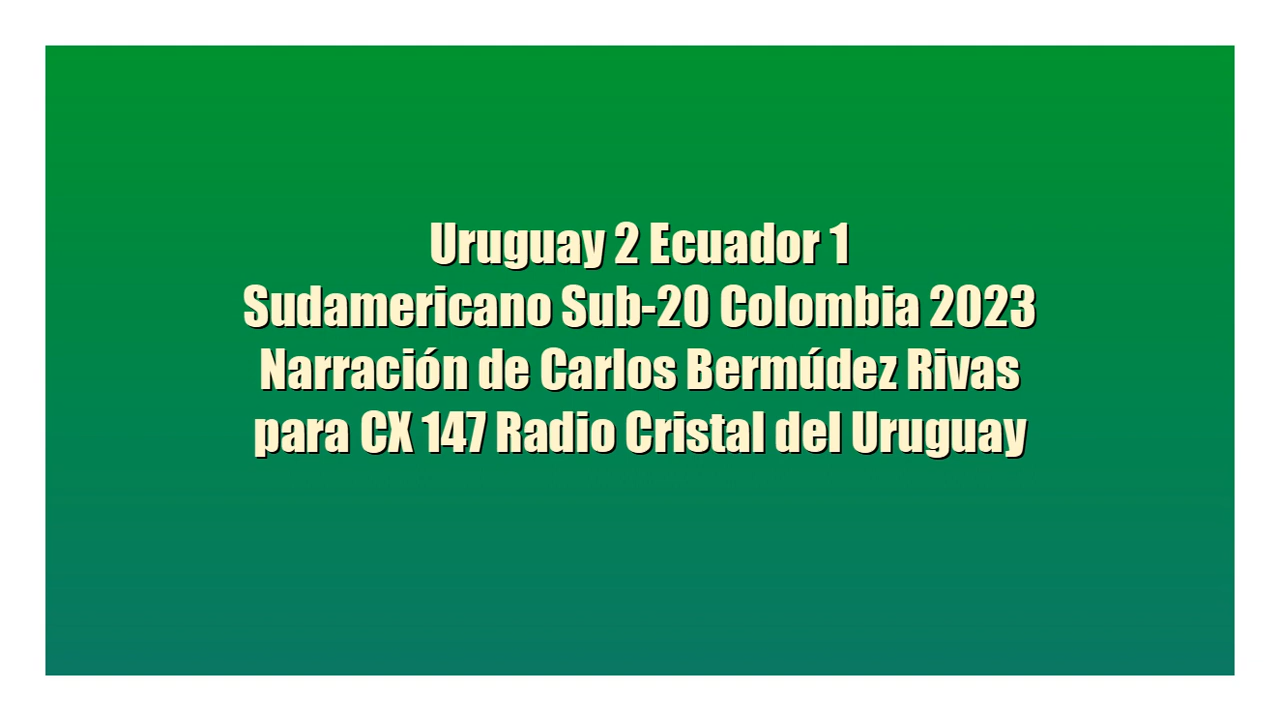 Uruguay 2 Ecuador 1
Sudamericano Sub-20 Colombia 2023
Narración de Carlos Bermúdez Rivas
para CX 147 Radio Cristal del Uruguay